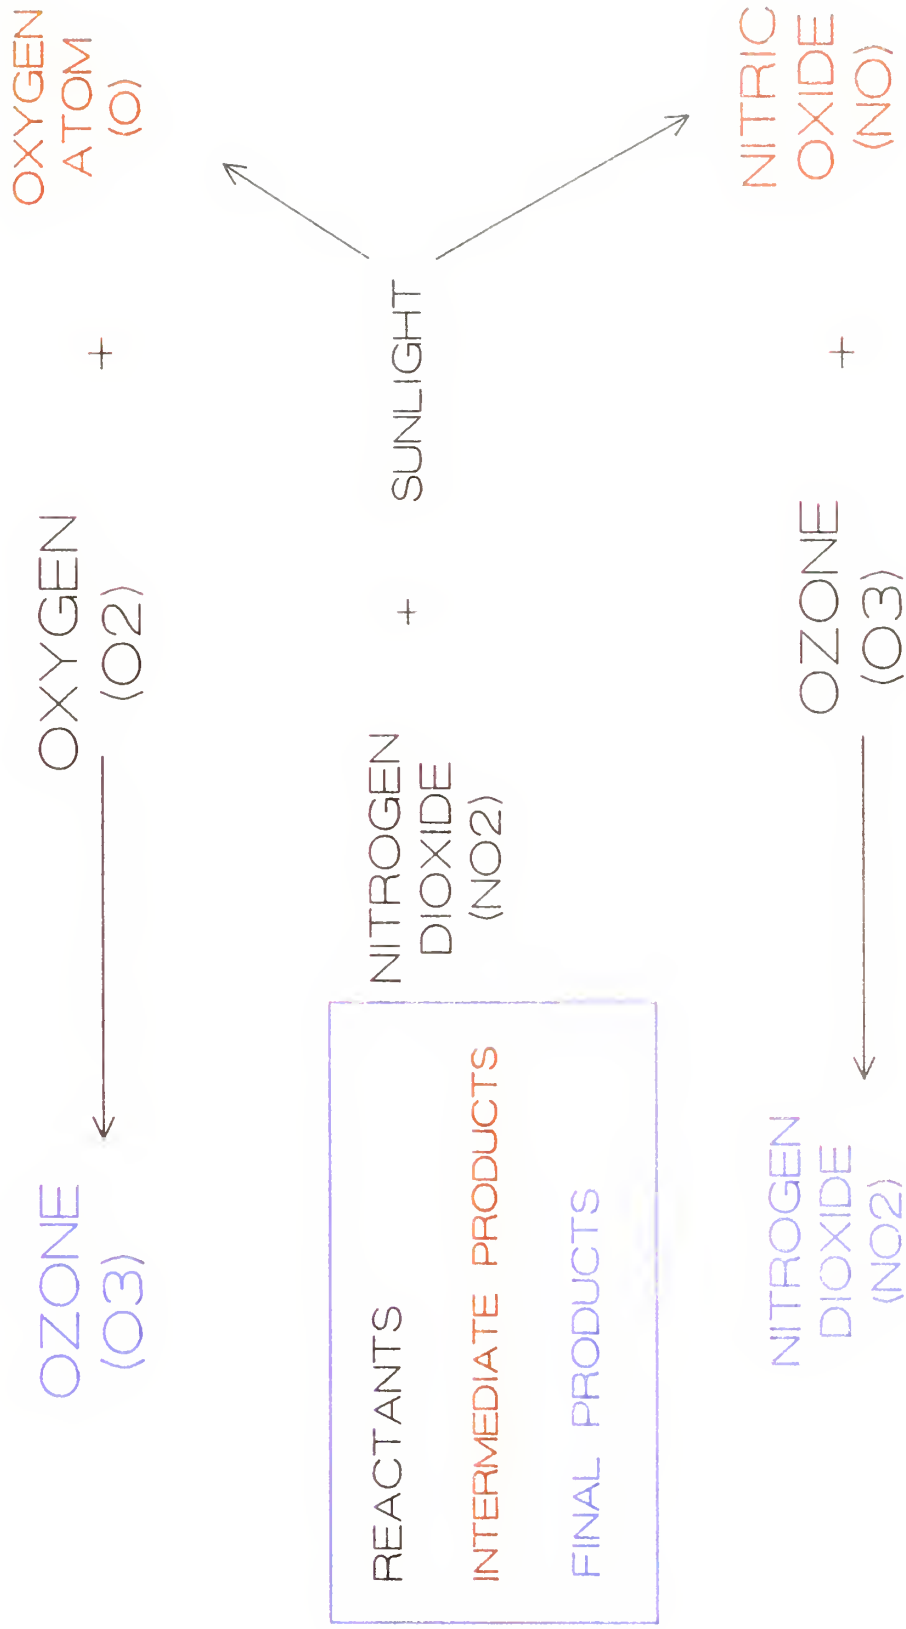 OZONE
(O3)
OXYGEN
(O2)
+
OXYGEN
ATOM
(O)
REACTANTS
INTERMEDIATE PRODUCTS
FINAL PRODUCTS
NITROGEN
DIOXIDE
(NO2)
+
SUNLIGHT
NITROGEN
DIOXIDE
(NO2)
OZONE
(O3)
+
NITRIC
OXIDE
(NO)